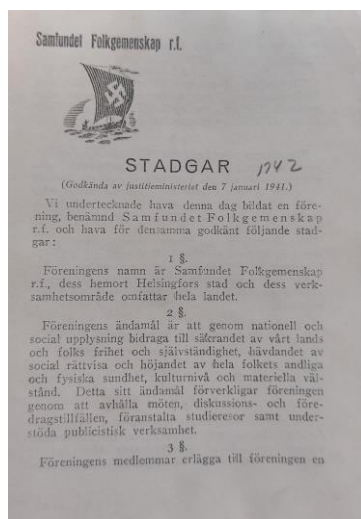 Samfundet Folkgemenskap r.f.
STADGAR 1942
(Godkända av justitieministeriet den 7 januari 1941.)
Vi undertecknade hava denna dag bildat en före-
ning, benämnd Samfundet Folkgemenskap
r.f. och hava för densamma godkänt följande stad-
gar:
1 §.
Föreningens namn är Samfundet Folkgemenskap
r.f., dess hemort Helsingfors stad och dess verk-
samhetsområde omfattar hela landet.
2 §.
Föreningens ändamål är att genom nationell och
social upplysning bidraga till säkrandet av vårt lands
och folks frihet och självständighet, hävdandet av
social rättvisa och höjandet av hela folkets andliga
och fysiska sundhet, kulturnivå och materiella väl-
stånd. Detta sitt ändamål förverkligar föreningen
genom att avhålla möten, diskussions- och före-
dragstillfällen, föranstalta studieresor samt under-
stöda publicistisk verksamhet.
3 §.
Föreningens medlemmar erlägga till föreningen en